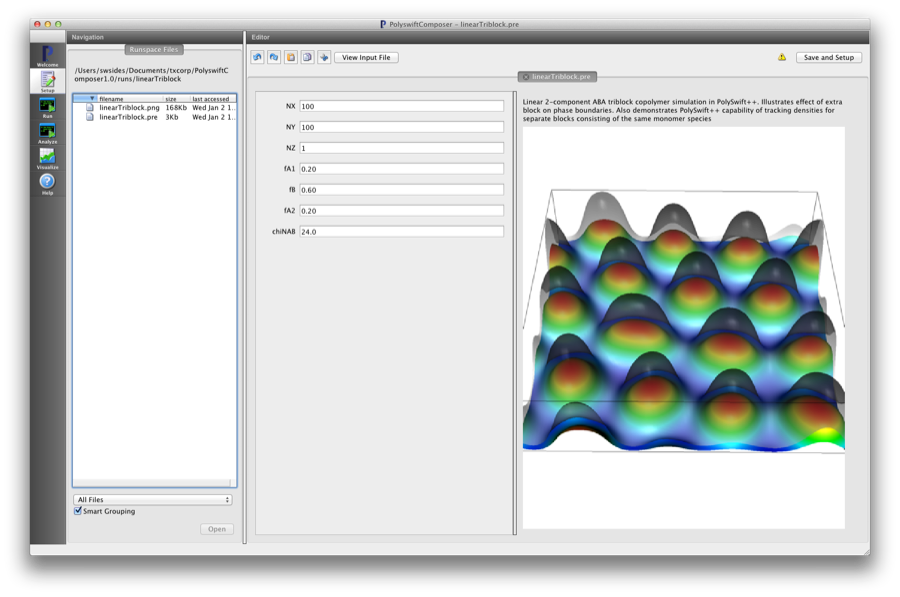 PolyswiftComposer - linearTriblock.pre
Navigation
Editor
Welcome
Setup
Run
Analyze
Visualize
Help
Runspace Files
/Users/swsides/Documents/txcorp/PolyswiftC
omposer1.0/runs/linearTriblock
filename size last accessed
linearTriblock.png 168Kb Wed Jan 2 1..
linearTriblock.pre 3Kb Wed Jan 2 1..
All Files
Smart Grouping
Open
View Input File
Save and Setup
linearTriblock.pre
NX 100
NY 100
NZ 1
fA1 0.20
fB 0.60
fA2 0.20
chiNAB 24.0
Linear 2-component ABA triblock copolymer simulation in PolySwift++. Illustrates effect of extra
block on phase boundaries. Also demonstrates PolySwift++ capability of tracking densities for
separate blocks consisting of the same monomer species